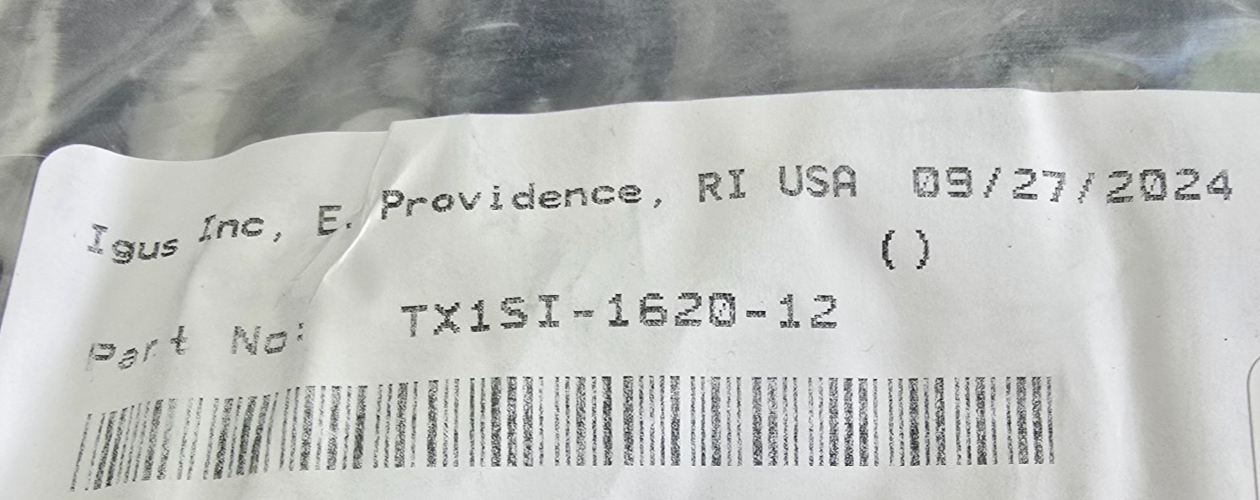 Igus Inc, E. Providence, RI USA 09/27/2024
()
Part No: TX1SI-1620-12